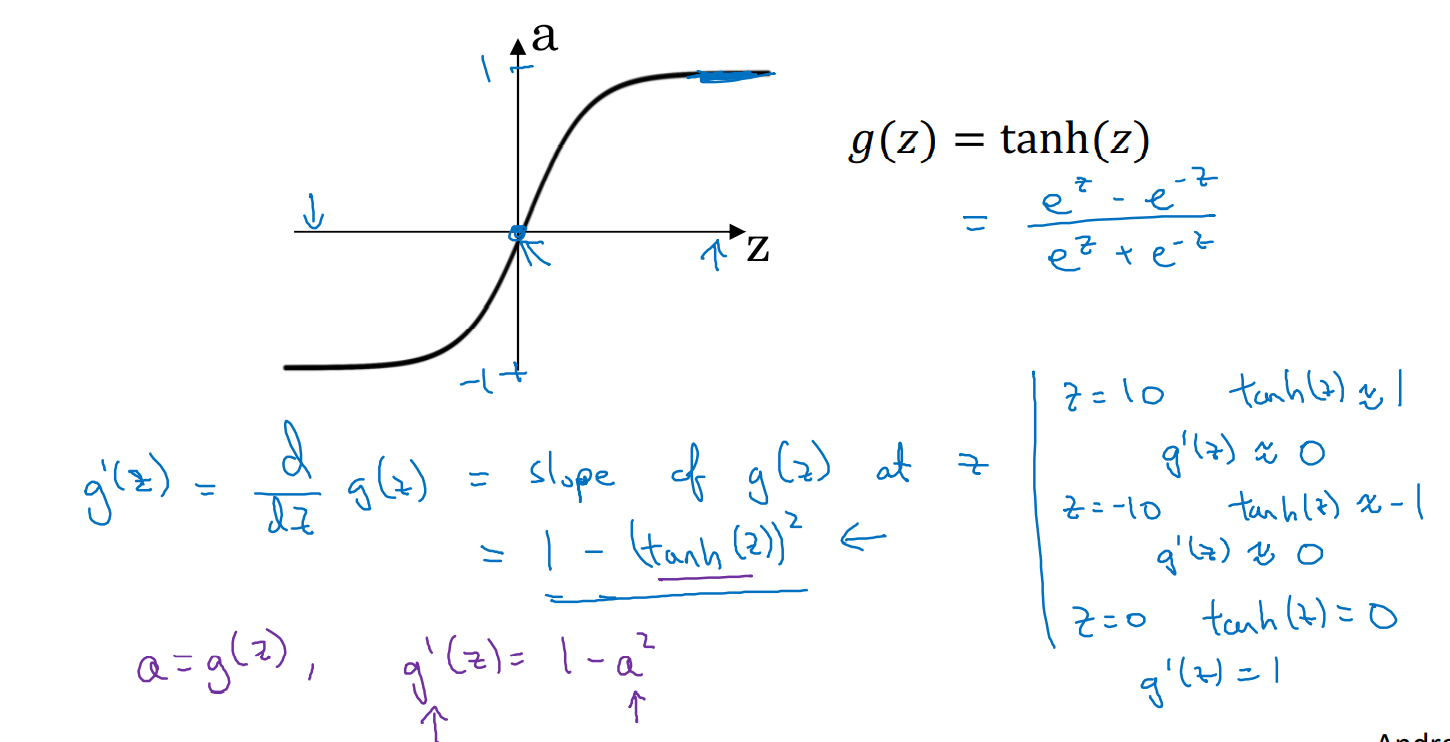 a
1
g(z) = tanh(z)
= (e^z - e^-z) / (e^z + e^-z)
z
-1
g'(z) = d/dz g(z) = slope of g(z) at z
= 1 - (tanh(z))^2 ←
a = g(z), g'(z) = 1 - a^2
z = 10 tanh(z) ≈ 1
g'(z) ≈ 0
z = -10 tanh(z) ≈ -1
g'(z) ≈ 0
z = 0 tanh(z) = 0
g'(z) = 1